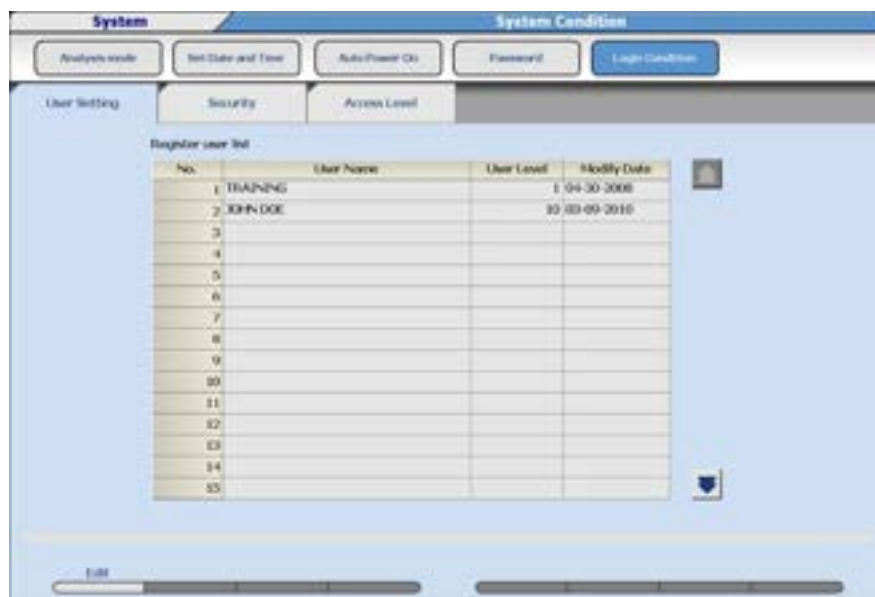 System System Condition
Analysis mode Set Date and Time Auto Power On Password Login Condition
User Setting Security Access Level
Register user list
No. User Name User Level Modify Date
1 TRAINING 1 04-30-2008
2 JOHN DOE 10 03-09-2010
3
4
5
6
7
8
9
10
11
12
13
14
15
Edit